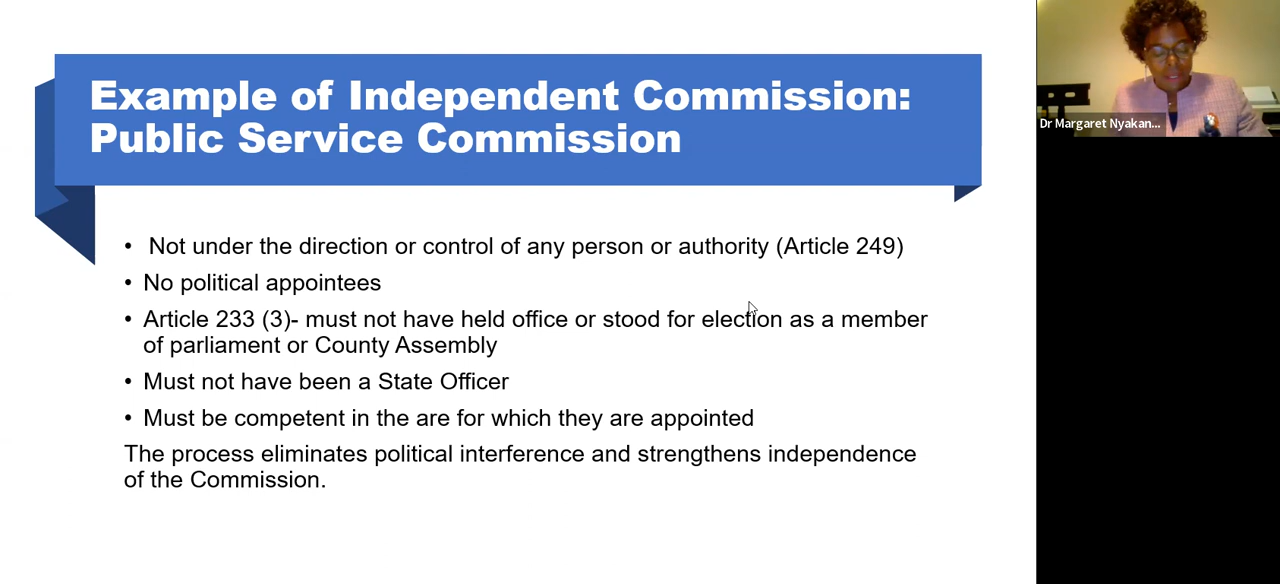 Example of Independent Commission:
Public Service Commission
• Not under the direction or control of any person or authority (Article 249)
• No political appointees
• Article 233 (3)- must not have held office or stood for election as a member
of parliament or County Assembly
• Must not have been a State Officer
• Must be competent in the are for which they are appointed
The process eliminates political interference and strengthens independence
of the Commission.
Dr Margaret Nyakan...